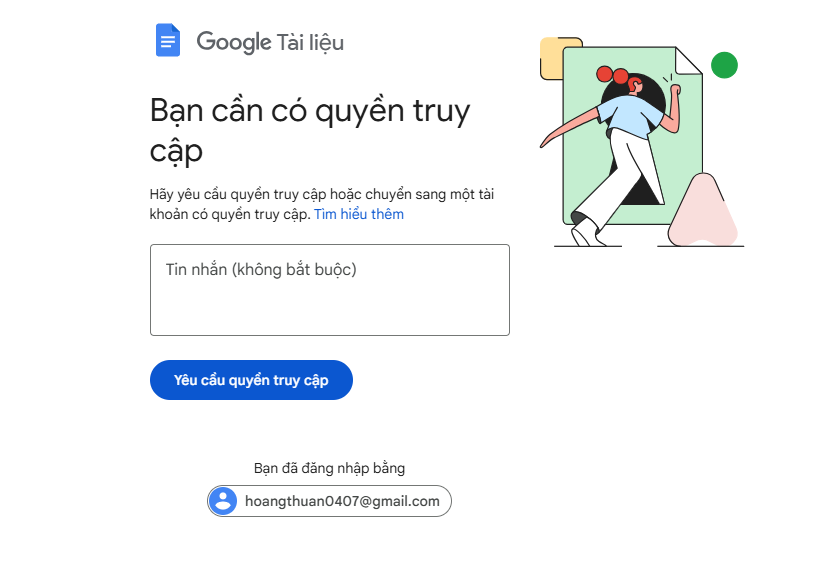 Google Tài liệu
Bạn cần có quyền truy
cập
Hãy yêu cầu quyền truy cập hoặc chuyển sang một tài
khoản có quyền truy cập. Tìm hiểu thêm
Tin nhắn (không bắt buộc)
Yêu cầu quyền truy cập
Bạn đã đăng nhập bằng
hoangthuan0407@gmail.com